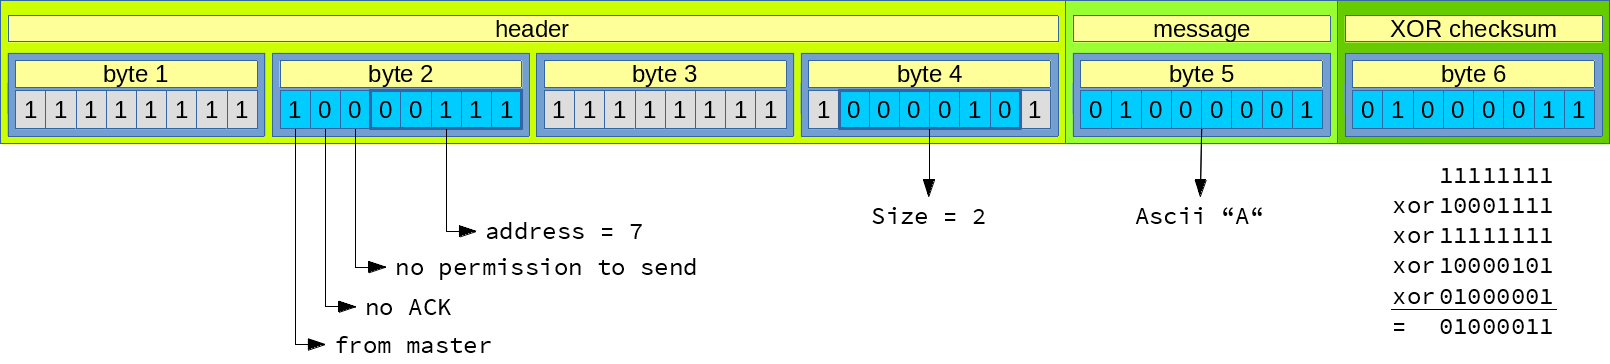 header message XOR checksum
byte 1 byte 2 byte 3 byte 4 byte 5 byte 6
1 1 1 1 1 1 1 1 1 0 0 0 0 1 1 1 1 1 1 1 1 1 1 1 1 0 0 0 0 1 0 1 0 1 0 0 0 0 0 1 0 1 0 0 0 0 1 1
address = 7
no permission to send
no ACK
from master
Size = 2
Ascii “A“
11111111
xor 10001111
xor 11111111
xor 10000101
xor 01000001
= 01000011